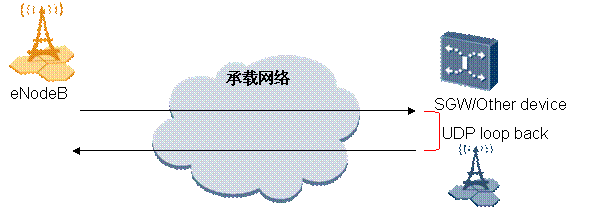 承载网络
eNodeB
SGW/Other device
UDP loop back